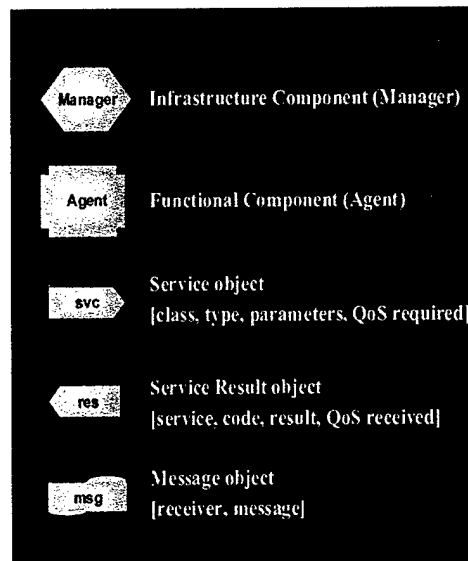 Manager Infrastructure Component (Manager)
Agent Functional Component (Agent)
svc Service object
[class, type, parameters, QoS required]
res Service Result object
[service, code, result, QoS received]
msg Message object
[receiver, message]